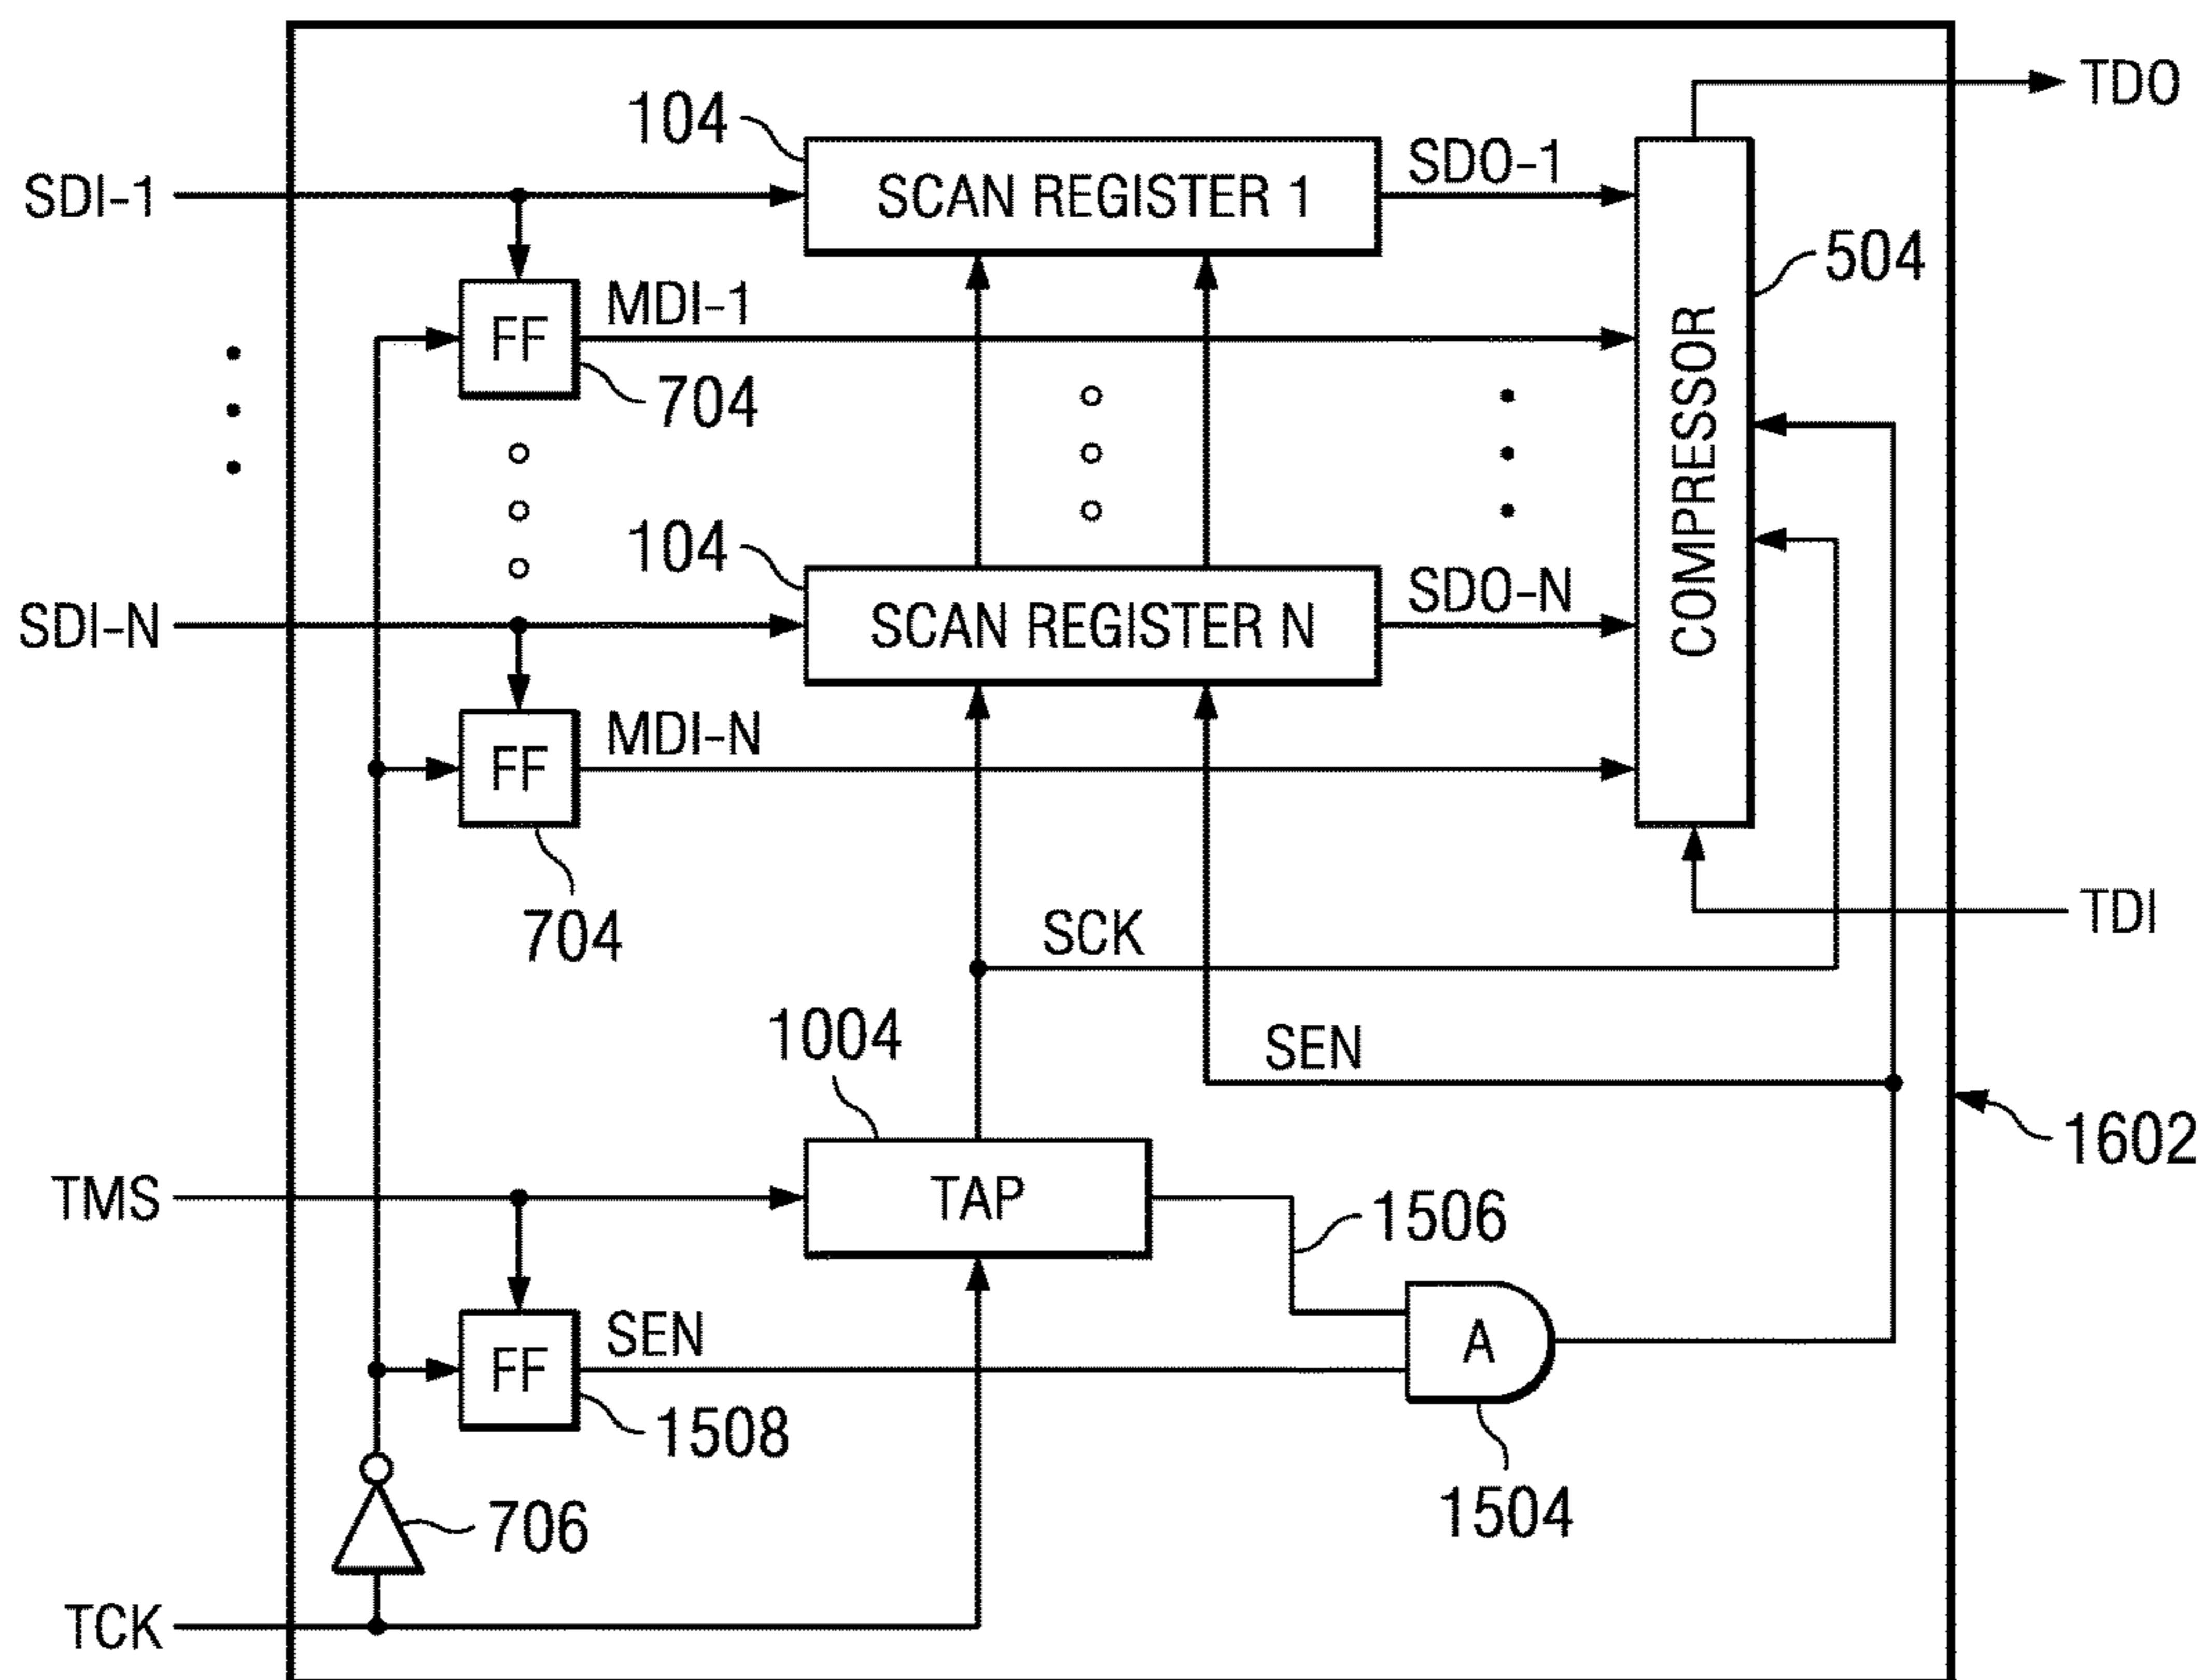 TDO
104
SDI-1
SCAN REGISTER 1
SDO-1
504
MDI-1
FF
704
COMPRESSOR
104
SDI-N
SCAN REGISTER N
SDO-N
MDI-N
FF
704
TDI
SCK
1004
SEN
1602
TMS
TAP
1506
SEN
FF
A
1508
706
1504
TCK